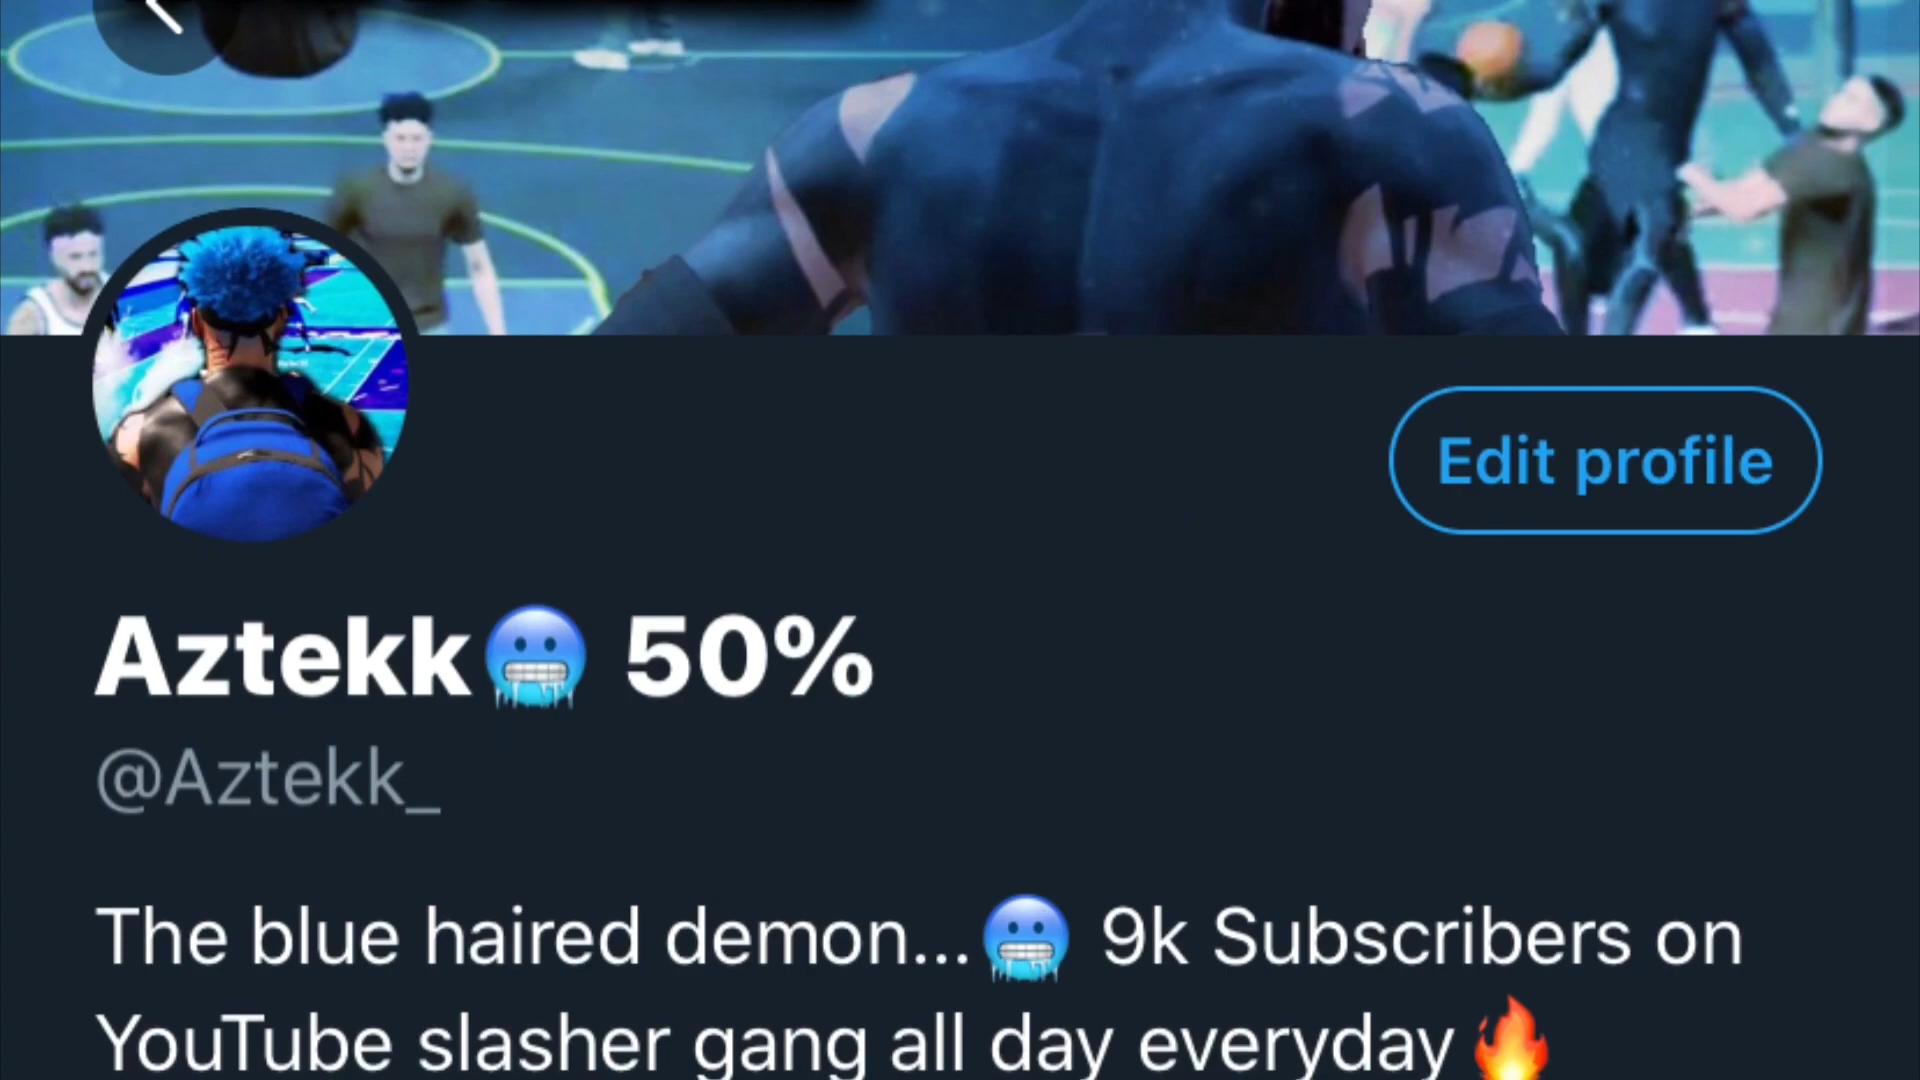 Edit profile
Aztekk🥶 50%
@Aztekk_
The blue haired demon...🥶 9k Subscribers on
YouTube slasher gang all day everyday🔥